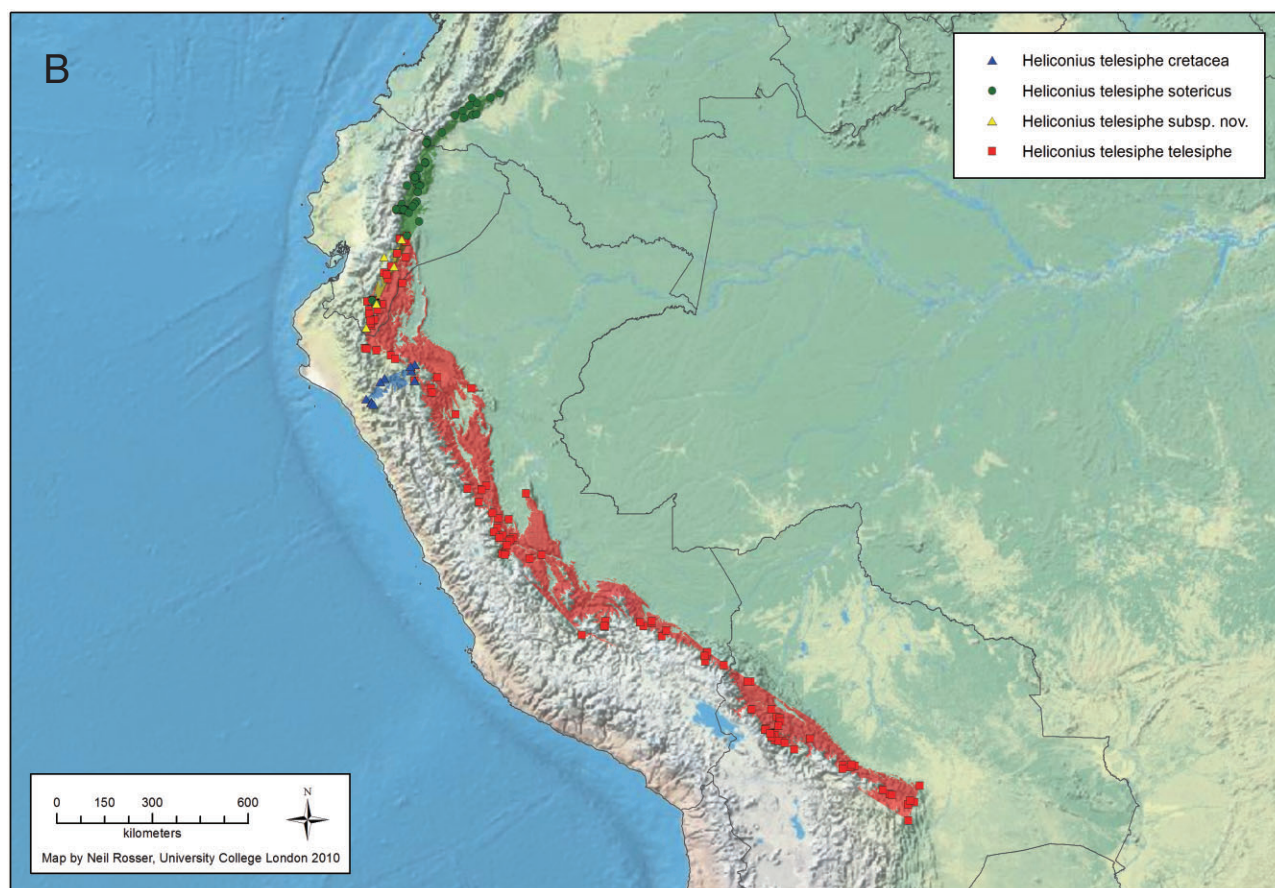 B
Heliconius telesiphe cretacea
Heliconius telesiphe sotericus
Heliconius telesiphe subsp. nov.
Heliconius telesiphe telesiphe
N
0 150 300 600
kilometers
Map by Neil Rosser, University College London 2010